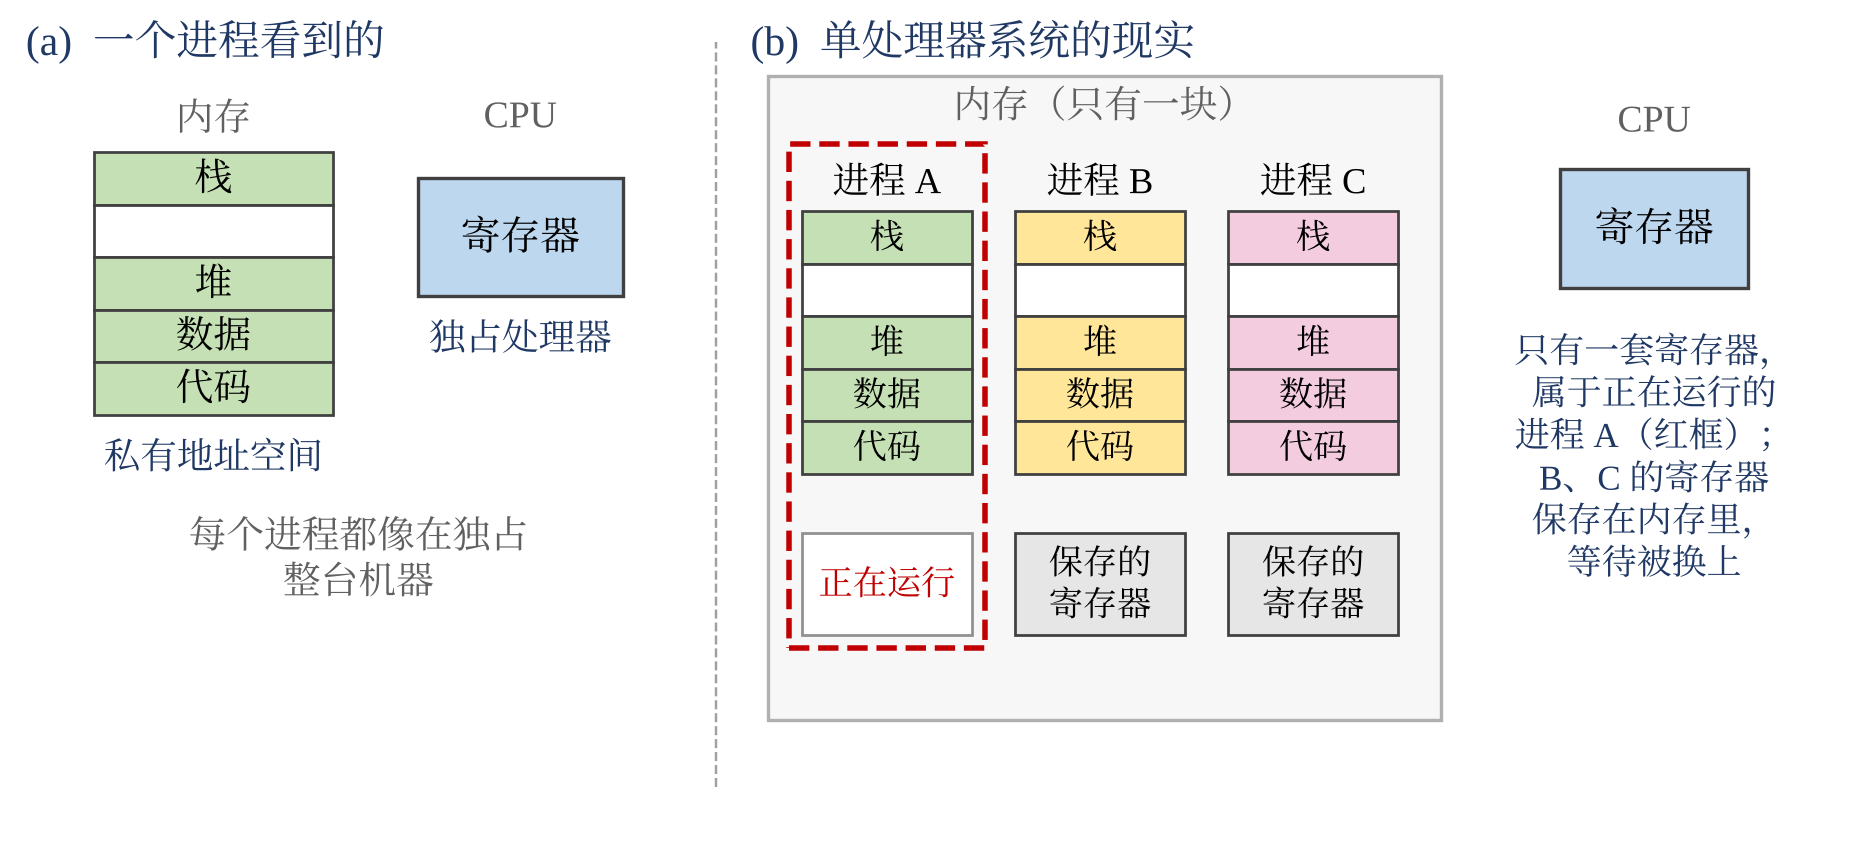 (a) 一个进程看到的
内存
CPU
栈
堆
数据
代码
寄存器
独占处理器
私有地址空间
每个进程都像在独占
整台机器
(b) 单处理器系统的现实
内存（只有一块）
进程 A
栈
堆
数据
代码
正在运行
进程 B
栈
堆
数据
代码
保存的
寄存器
进程 C
栈
堆
数据
代码
保存的
寄存器
CPU
寄存器
只有一套寄存器，
属于正在运行的
进程 A（红框）；
B、C 的寄存器
保存在内存里，
等待被换上